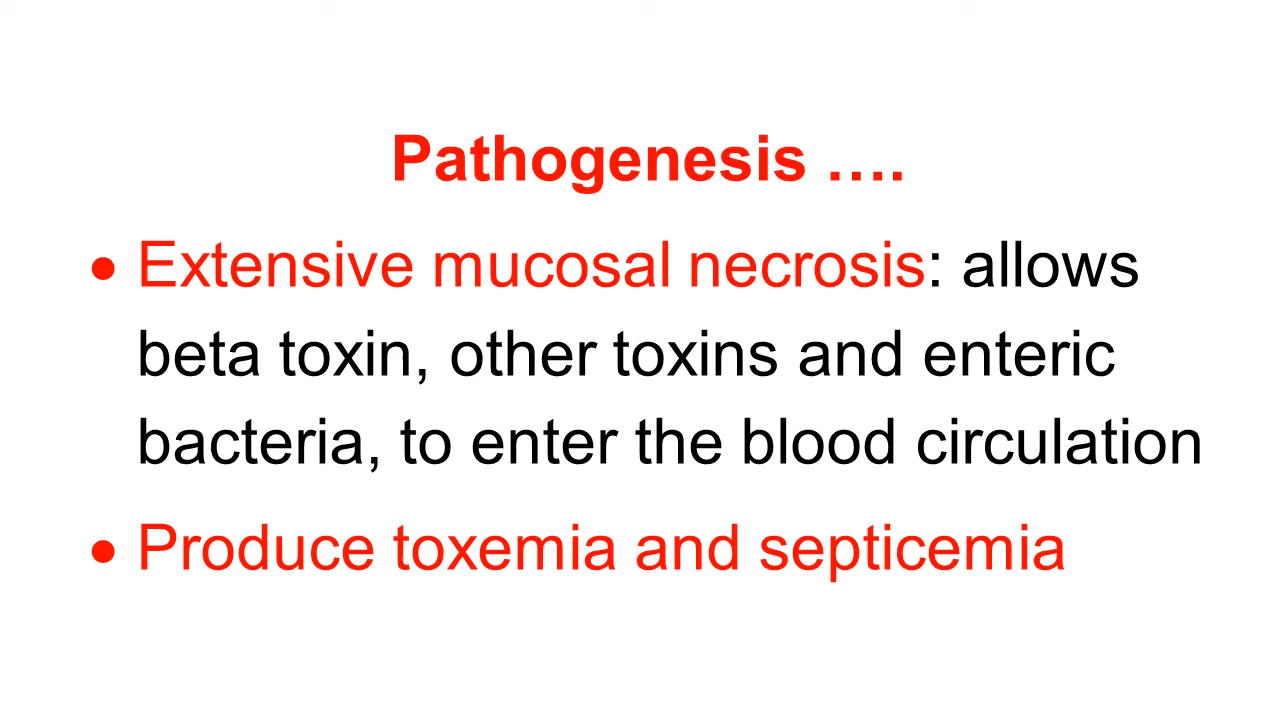 Pathogenesis ....
• Extensive mucosal necrosis: allows
beta toxin, other toxins and enteric
bacteria, to enter the blood circulation
• Produce toxemia and septicemia